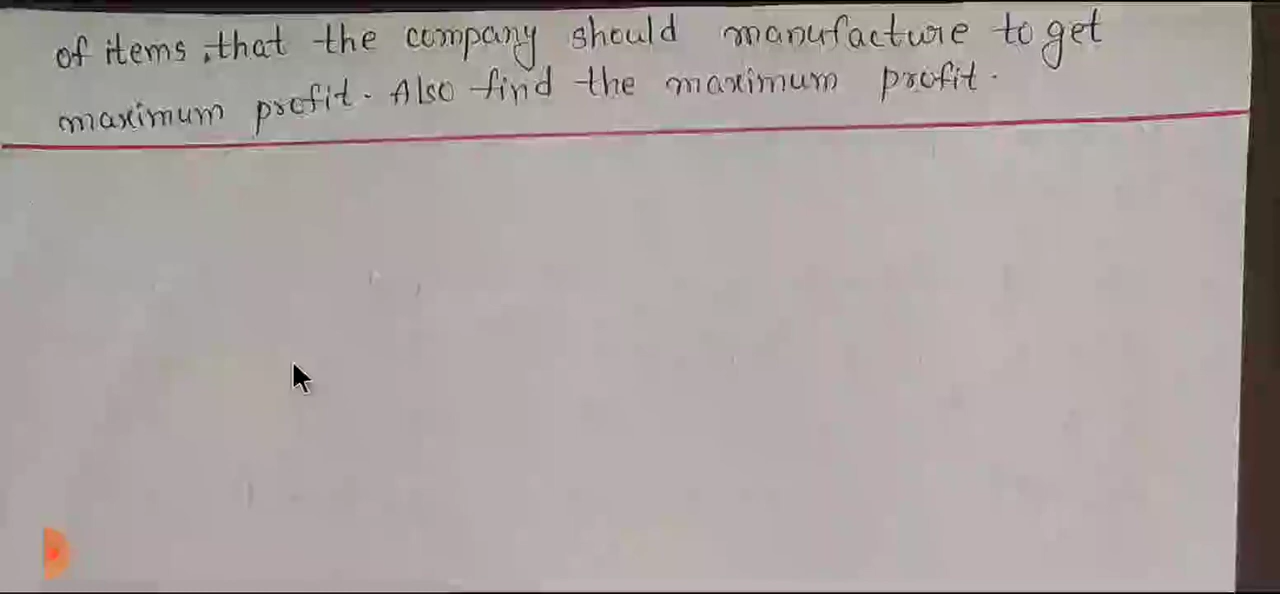 of items, that the company should manufacture to get
maximum profit. Also find the maximum profit.